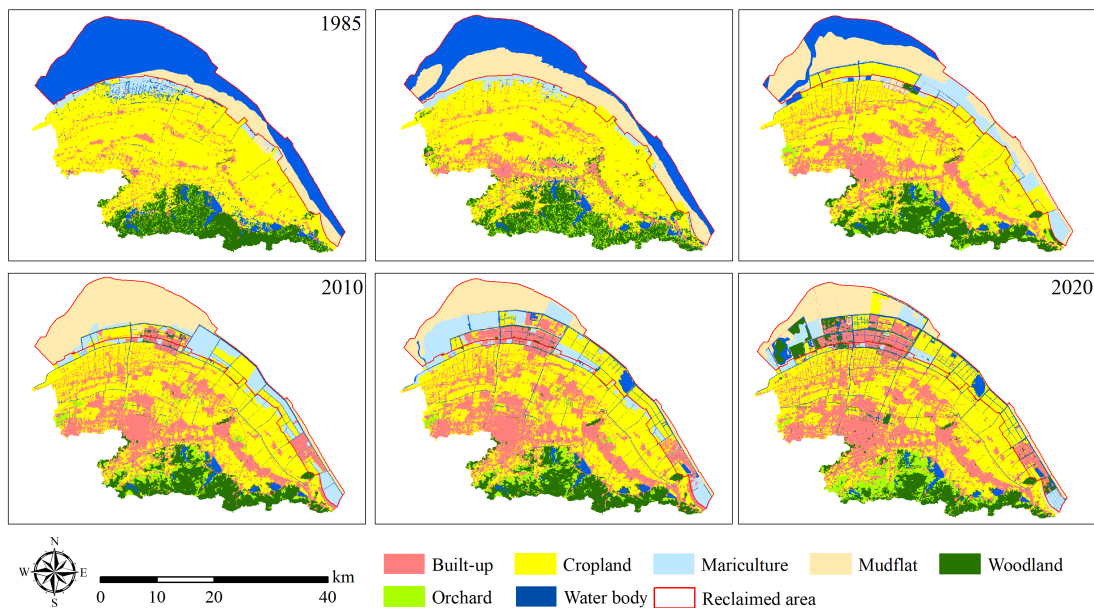 1985
2010
2020
N
W E
S
0 10 20 40 km
Built-up Cropland Mariculture Mudflat Woodland
Orchard Water body Reclaimed area